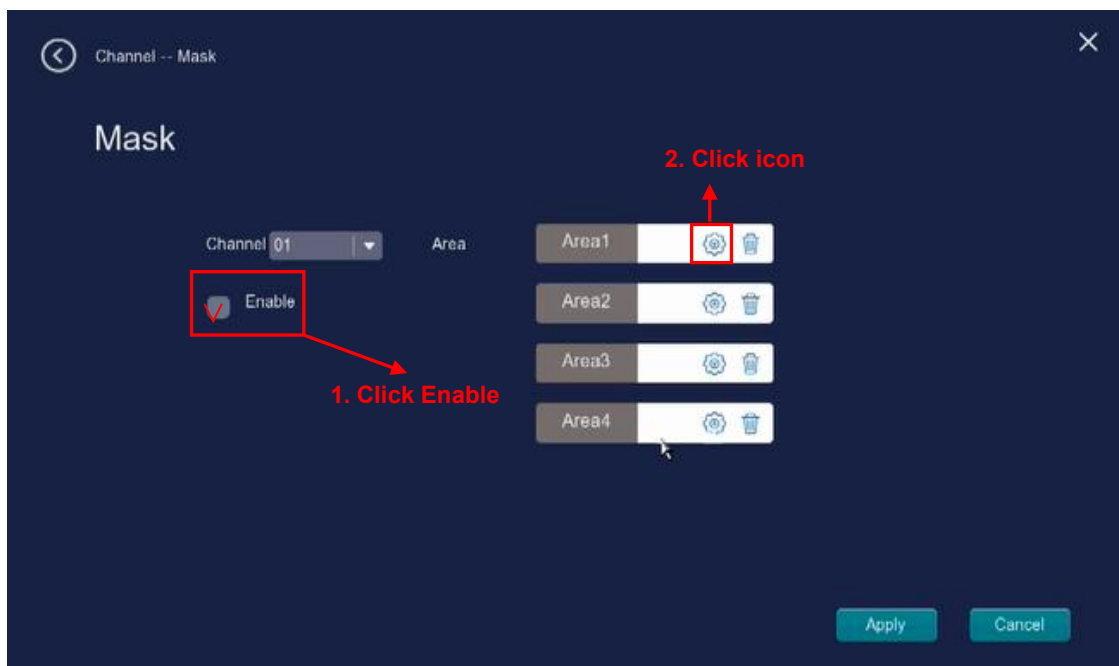 Channel -- Mask
Mask
2. Click icon
Channel 01 Area Area1
Enable Area2
Area3
1. Click Enable
Area4
Apply Cancel